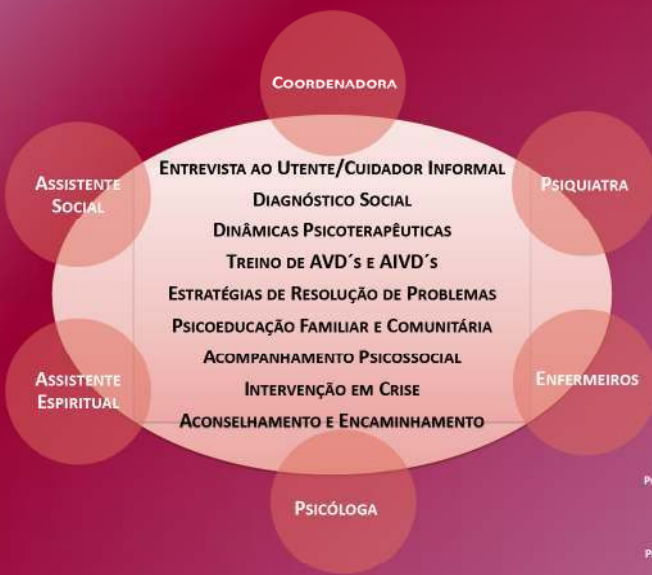 COORDENADORA
ASSISTENTE
SOCIAL
PSIQUIATRA
ENTREVISTA AO UTENTE/CUIDADOR INFORMAL
DIAGNÓSTICO SOCIAL
DINÂMICAS PSICOTERAPÊUTICAS
TREINO DE AVD´S E AIVD´S
ESTRATÉGIAS DE RESOLUÇÃO DE PROBLEMAS
PSICOEDUCAÇÃO FAMILIAR E COMUNITÁRIA
ACOMPANHAMENTO PSICOSSOCIAL
INTERVENÇÃO EM CRISE
ACONSELHAMENTO E ENCAMINHAMENTO
ASSISTENTE
ESPIRITUAL
ENFERMEIROS
PSICÓLOGA